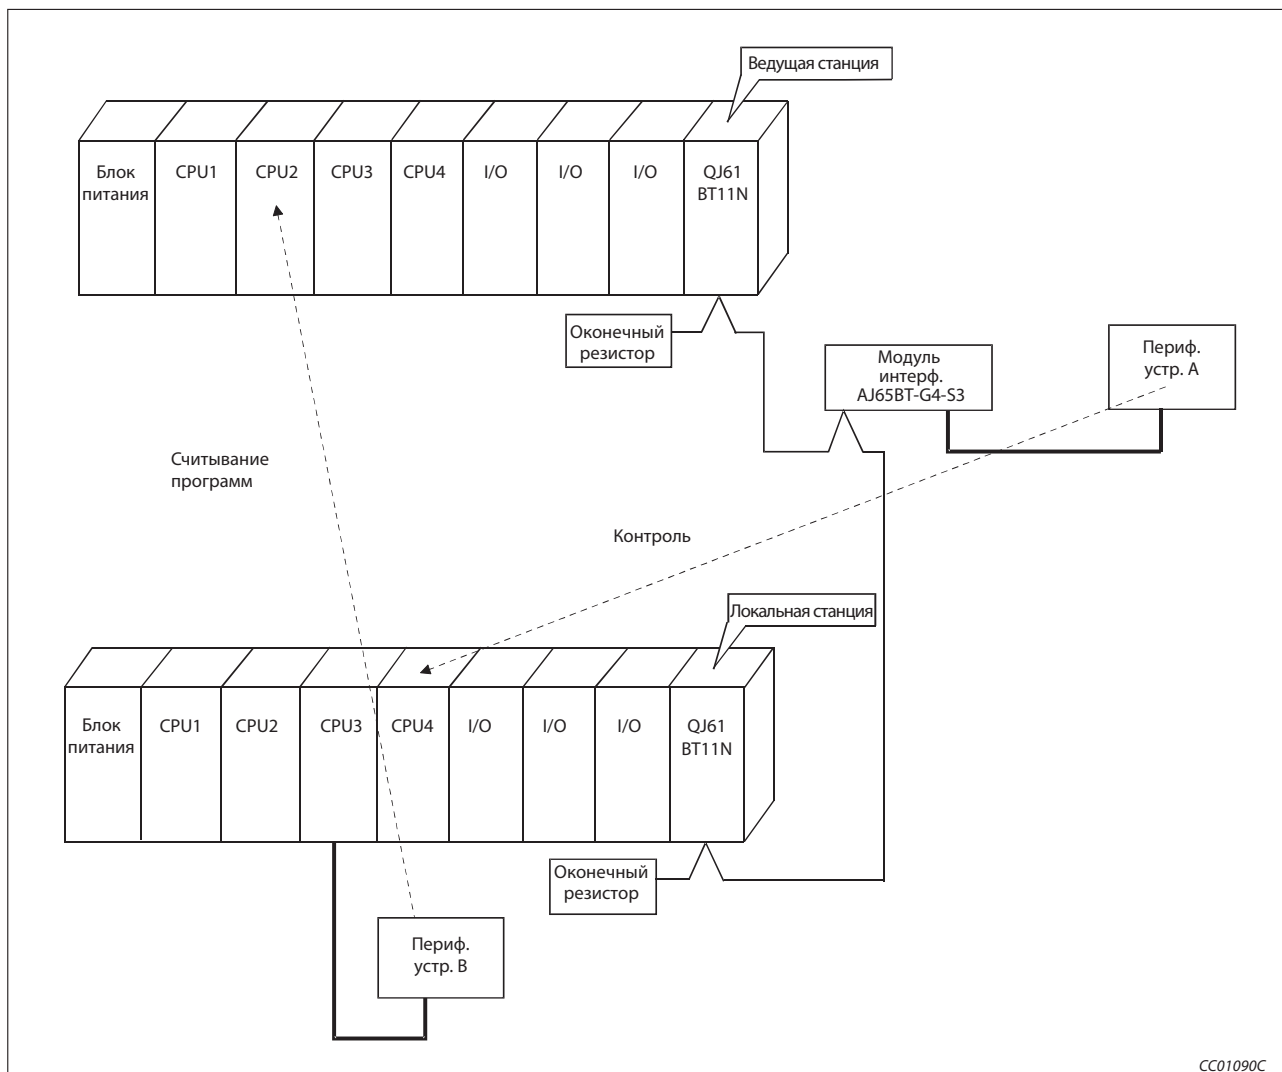 Ведущая станция
Блок
питания
CPU1
CPU2
CPU3
CPU4
I/O
I/O
I/O
QJ61
BT11N
Оконечный
резистор
Модуль
интерф.
AJ65BT-G4-S3
Периф.
устр. A
Считывание
программ
Контроль
Локальная станция
Блок
питания
CPU1
CPU2
CPU3
CPU4
I/O
I/O
I/O
QJ61
BT11N
Оконечный
резистор
Периф.
устр. B
CC01090C